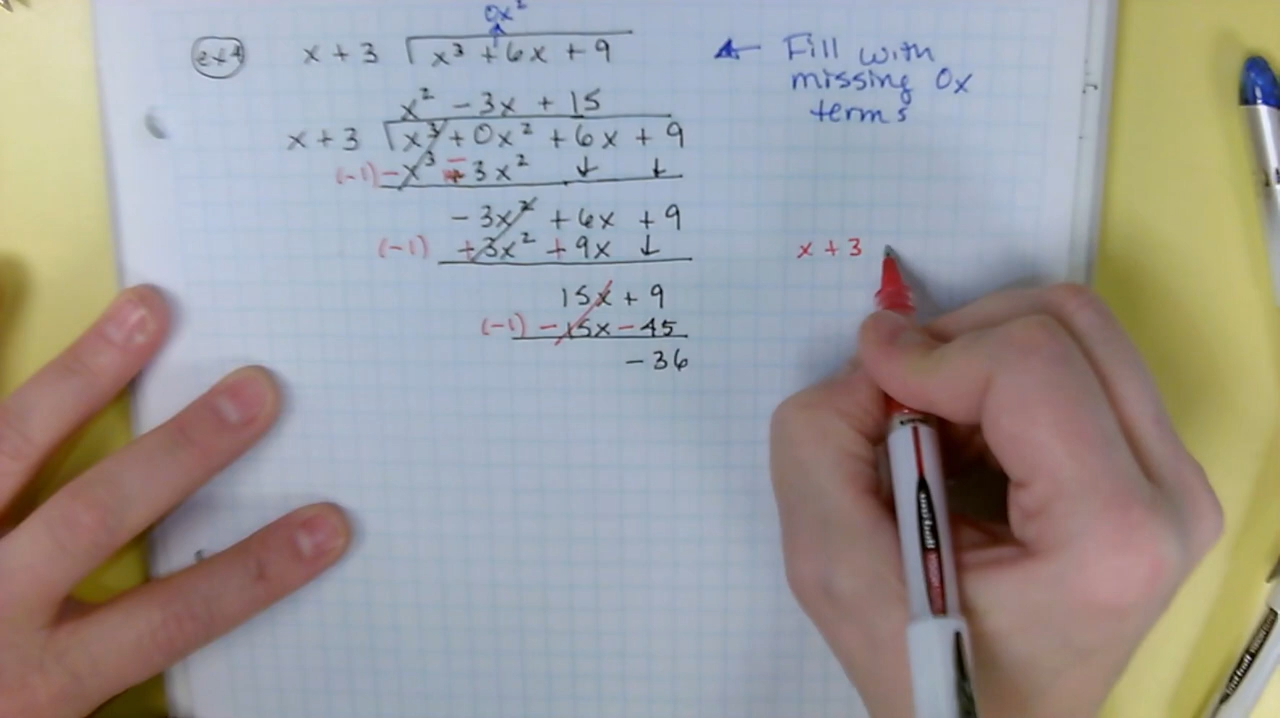 0x²
ex 4 x + 3 x³ + 6x + 9
Fill with
missing 0x
terms
x² - 3x + 15
x + 3 x³ + 0x² + 6x + 9
(-1) - x³ - 3x² ↓ ↓
- 3x² + 6x + 9
(-1) + 3x² + 9x ↓
x + 3
15x + 9
(-1) - 15x - 45
- 36